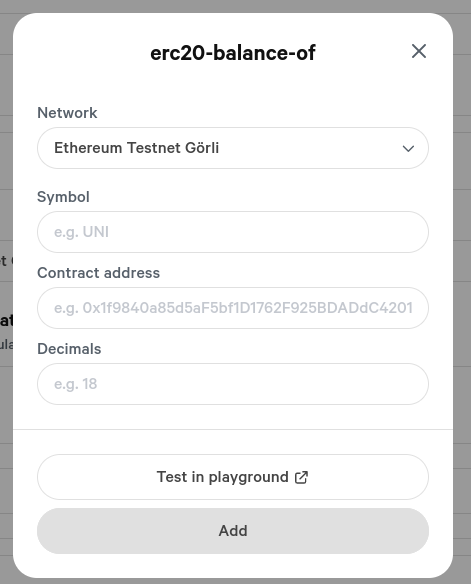 erc20-balance-of
Network
Ethereum Testnet Görli
Symbol
e.g. UNI
Contract address
e.g. 0x1f9840a85d5aF5bf1D1762F925BDADdC4201
Decimals
e.g. 18
Test in playground
Add